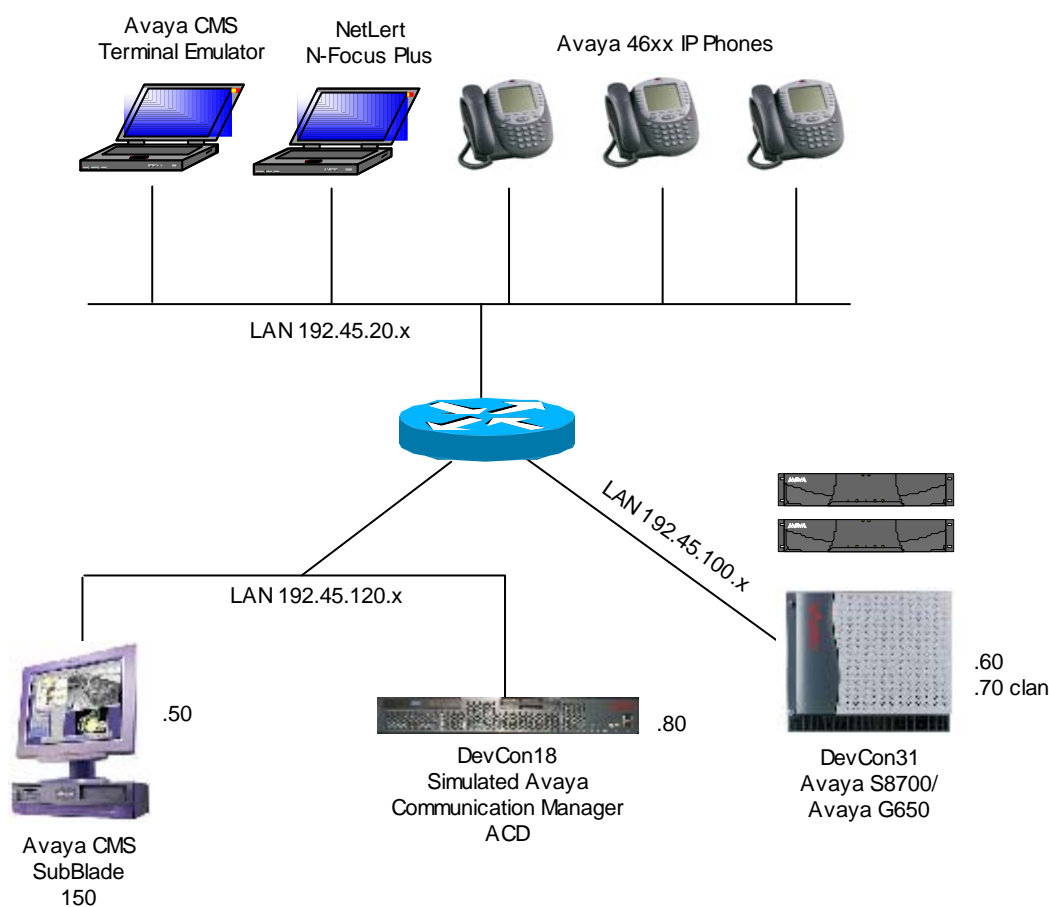 Avaya CMS
Terminal Emulator
NetLert
N-Focus Plus
Avaya 46xx IP Phones
LAN 192.45.20.x
LAN 192.45.100.x
LAN 192.45.120.x
.50
.80
.60
.70 clan
DevCon18
Simulated Avaya
Communication Manager
ACD
DevCon31
Avaya S8700/
Avaya G650
Avaya CMS
SubBlade
150